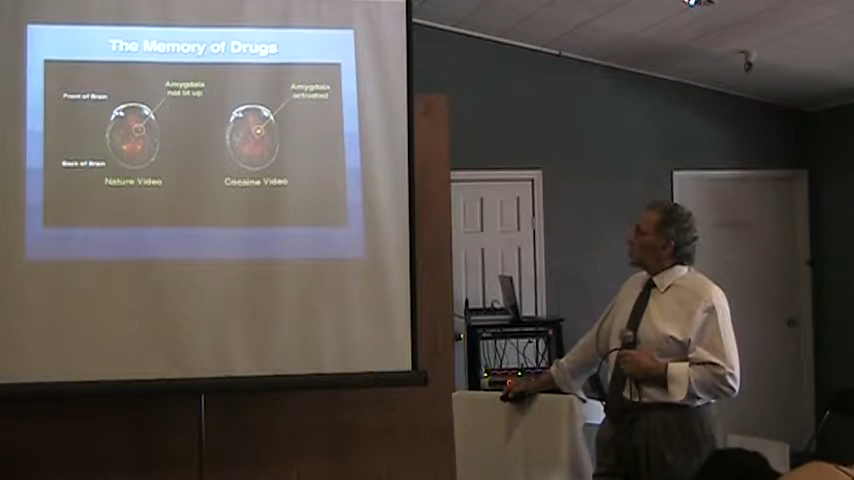 The Memory of Drugs
Amygdala
not lit up
Amygdala
activated
Front of Brain
Back of Brain
Nature Video
Cocaine Video